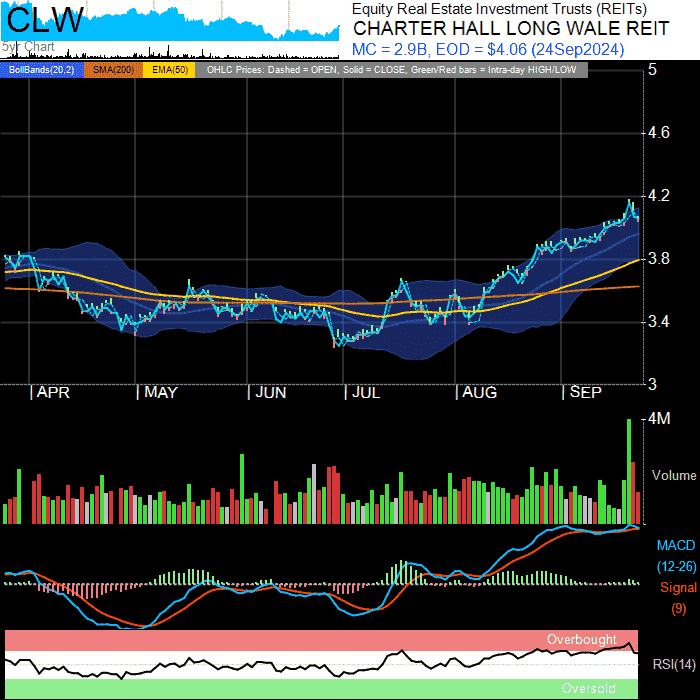 CLW
5yr Chart
Equity Real Estate Investment Trusts (REITs)
CHARTER HALL LONG WALE REIT
MC = 2.9B, EOD = $4.06 (24Sep2024)
BollBands(20,2) SMA(200) EMA(50) OHLC Prices: Dashed = OPEN, Solid = CLOSE, Green/Red bars = Intra-day HIGH/LOW
5
4.6
4.2
3.8
3.4
3
APR MAY JUN JUL AUG SEP
4M
Volume
MACD
(12-26)
Signal
(9)
Overbought
RSI(14)
Oversold